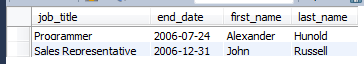 job_title end_date first_name last_name
Programmer 2006-07-24 Alexander Hunold
Sales Representative 2006-12-31 John Russell